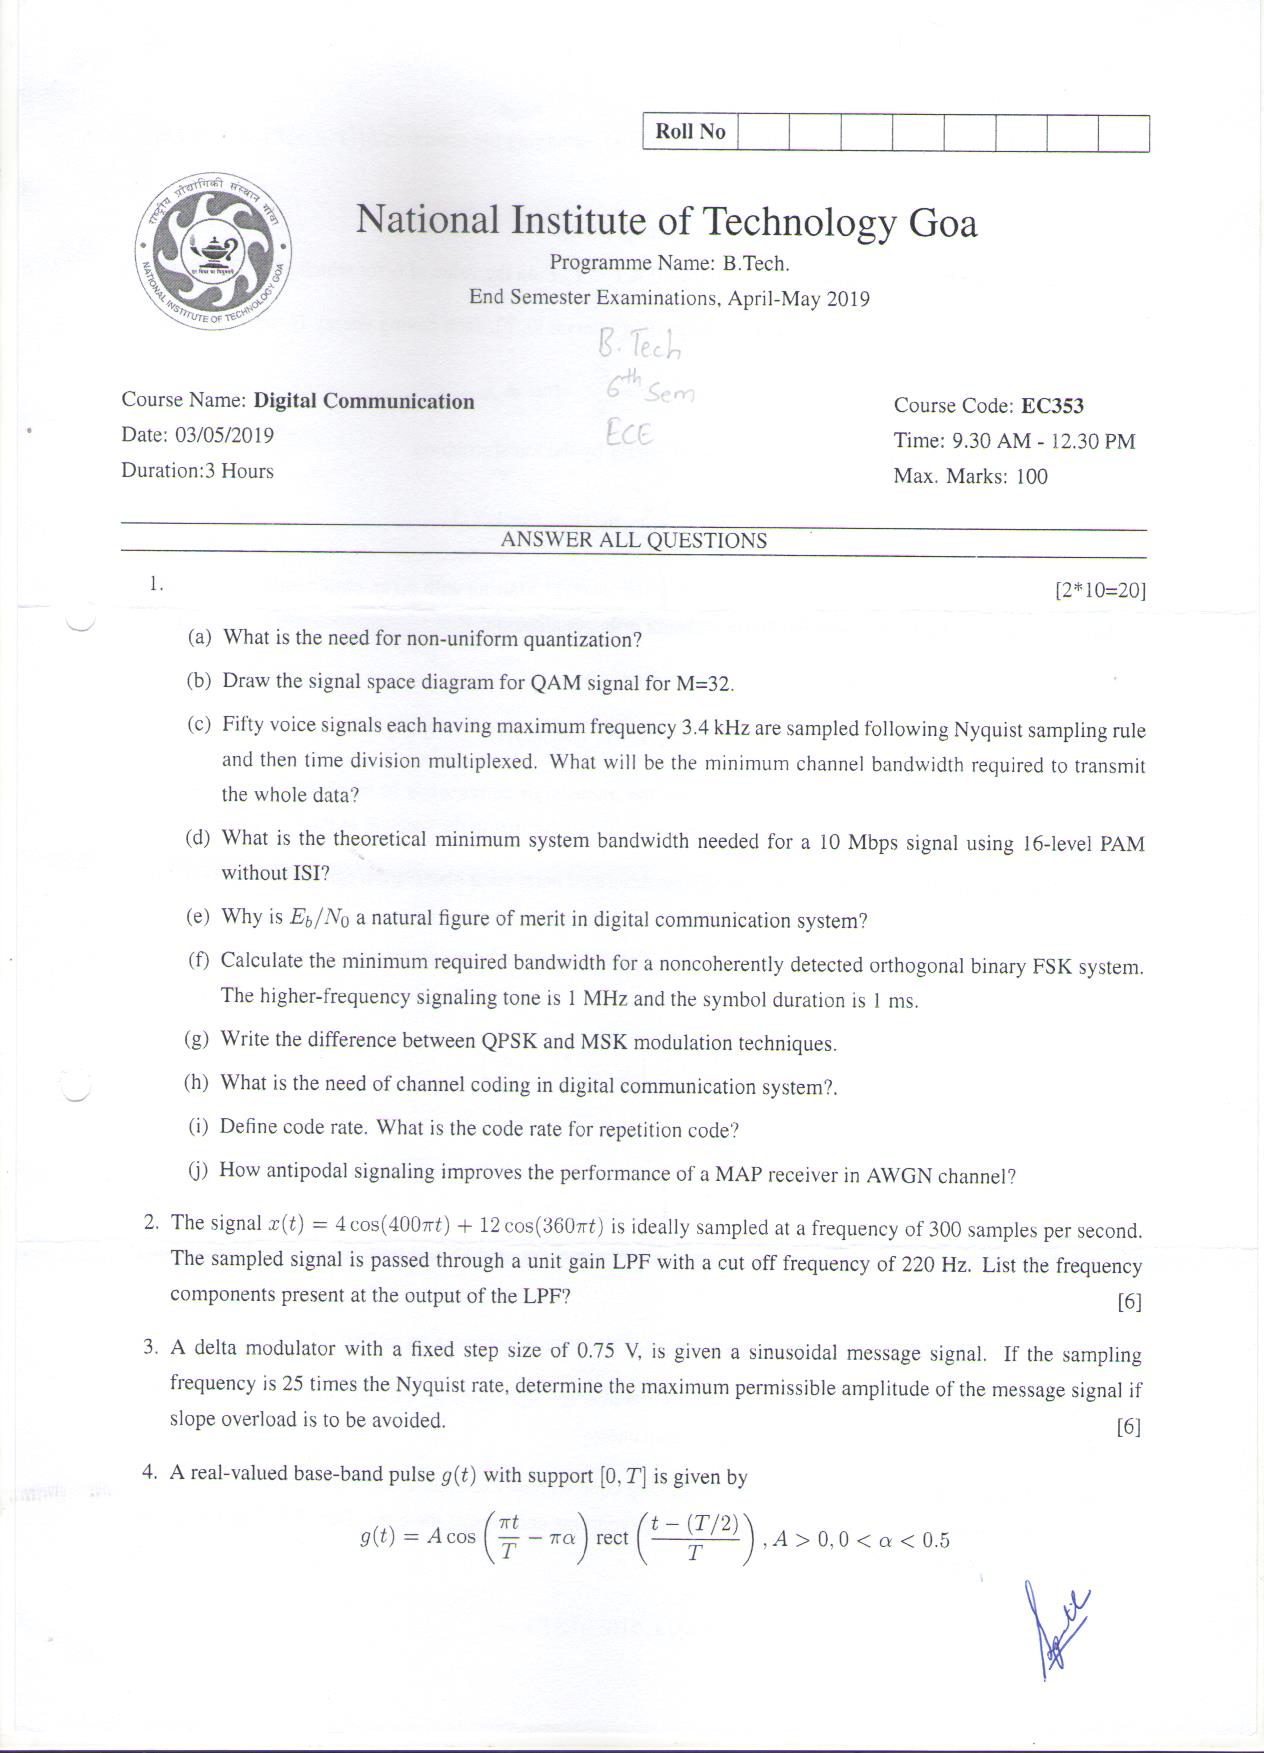 Roll No
राष्ट्रीय प्रौद्योगिकी संस्थान गोवा
NATIONAL INSTITUTE OF TECHNOLOGY GOA
National Institute of Technology Goa
Programme Name: B.Tech.
End Semester Examinations, April-May 2019
B. Tech
6th Sem
ECE
Course Name: Digital Communication
Course Code: EC353
Date: 03/05/2019
Time: 9.30 AM - 12.30 PM
Duration:3 Hours
Max. Marks: 100
ANSWER ALL QUESTIONS
1. [2*10=20]
(a) What is the need for non-uniform quantization?
(b) Draw the signal space diagram for QAM signal for M=32.
(c) Fifty voice signals each having maximum frequency 3.4 kHz are sampled following Nyquist sampling rule
and then time division multiplexed. What will be the minimum channel bandwidth required to transmit
the whole data?
(d) What is the theoretical minimum system bandwidth needed for a 10 Mbps signal using 16-level PAM
without ISI?
(e) Why is E_b/N_0 a natural figure of merit in digital communication system?
(f) Calculate the minimum required bandwidth for a noncoherently detected orthogonal binary FSK system.
The higher-frequency signaling tone is 1 MHz and the symbol duration is 1 ms.
(g) Write the difference between QPSK and MSK modulation techniques.
(h) What is the need of channel coding in digital communication system?.
(i) Define code rate. What is the code rate for repetition code?
(j) How antipodal signaling improves the performance of a MAP receiver in AWGN channel?
2. The signal x(t) = 4 cos(400πt) + 12 cos(360πt) is ideally sampled at a frequency of 300 samples per second.
The sampled signal is passed through a unit gain LPF with a cut off frequency of 220 Hz. List the frequency
components present at the output of the LPF? [6]
3. A delta modulator with a fixed step size of 0.75 V, is given a sinusoidal message signal. If the sampling
frequency is 25 times the Nyquist rate, determine the maximum permissible amplitude of the message signal if
slope overload is to be avoided. [6]
4. A real-valued base-band pulse g(t) with support [0, T] is given by
g(t) = A cos (πt/T − πα) rect ((t − (T/2))/T), A > 0, 0 < α < 0.5